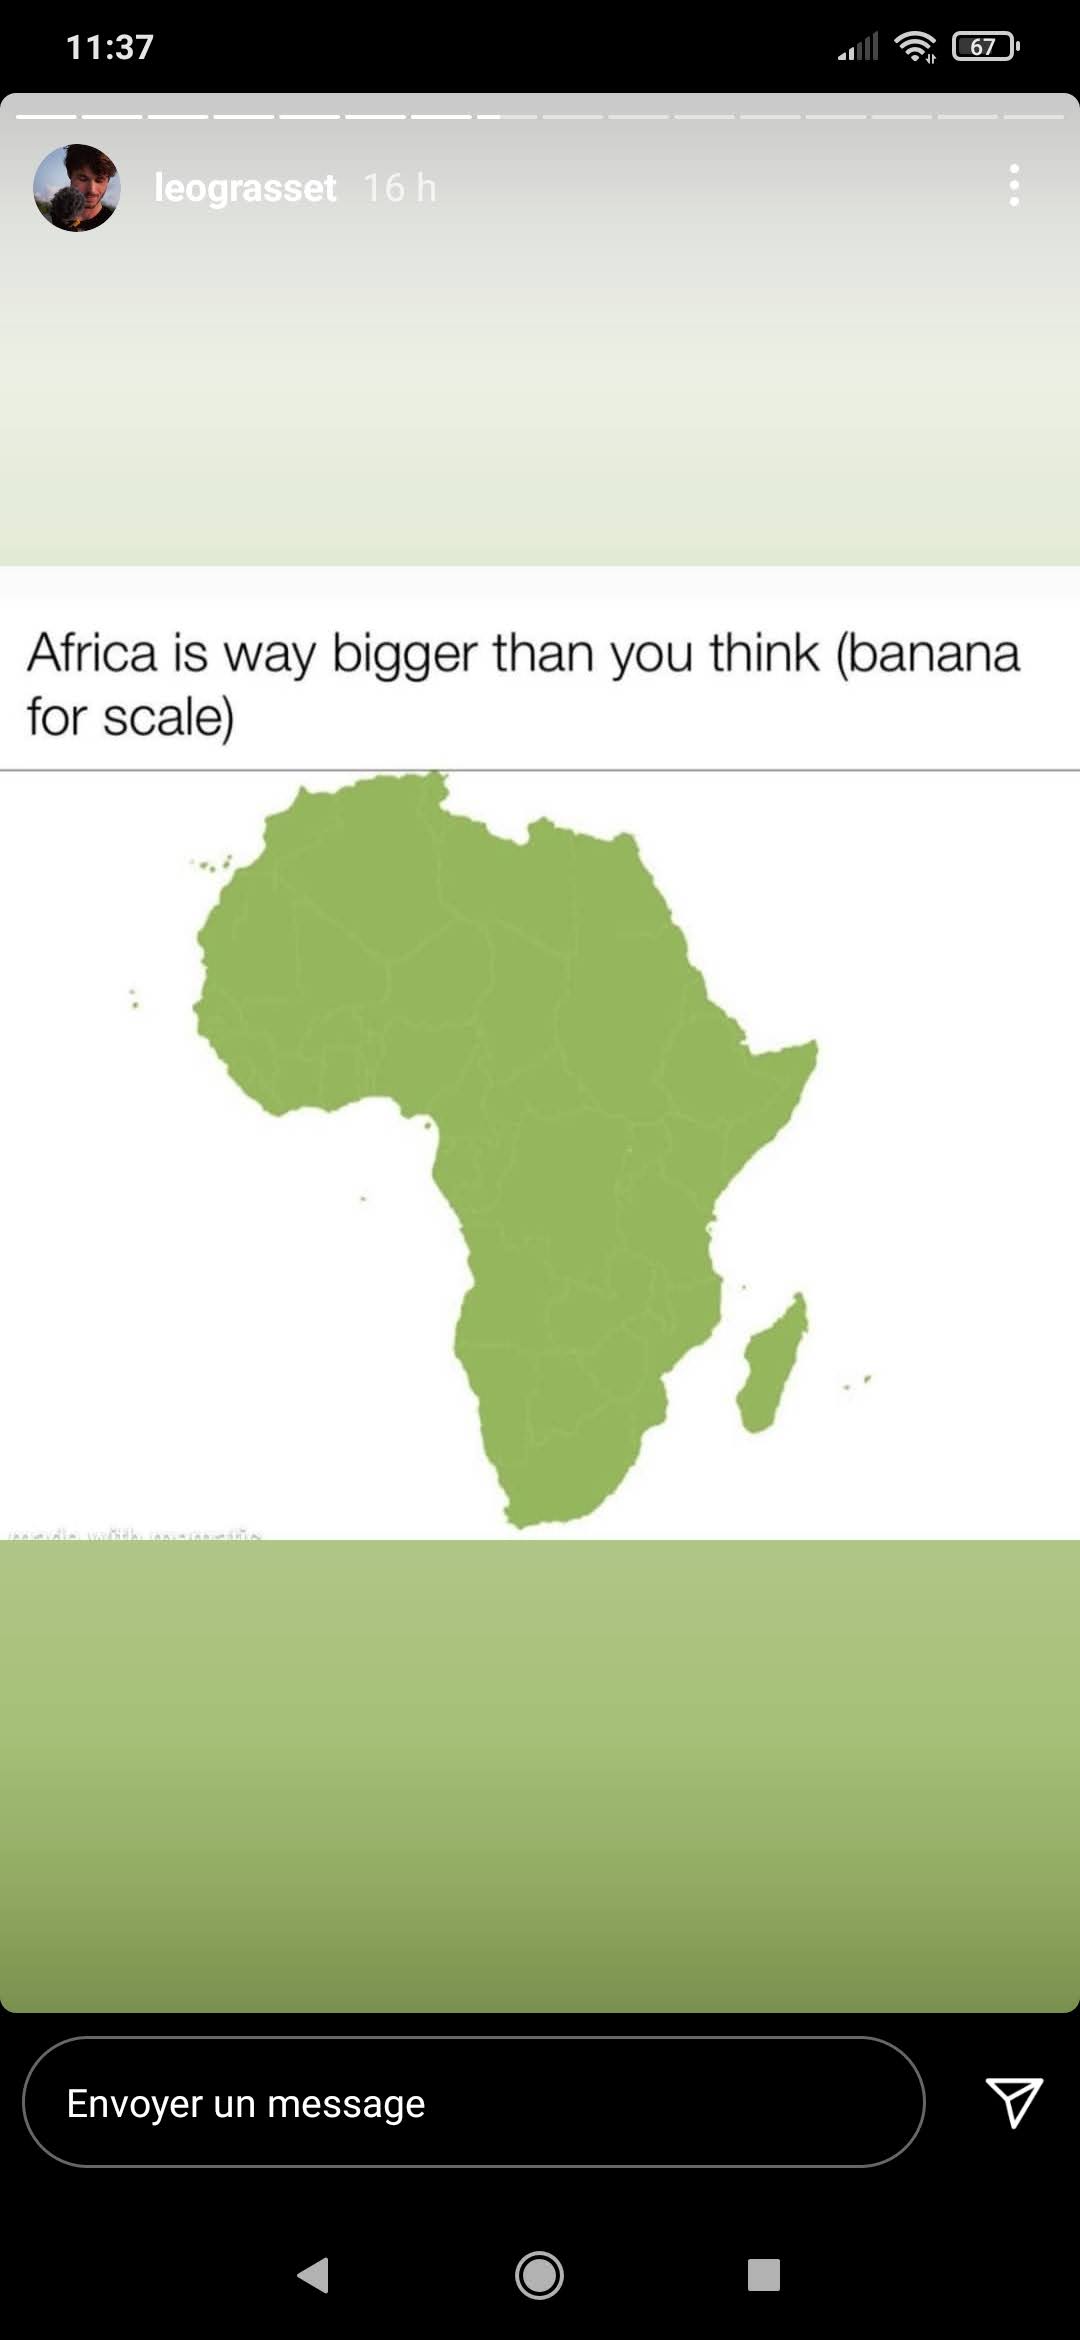 11:37
67
leograsset 16 h
Africa is way bigger than you think (banana
for scale)
made with mematic
Envoyer un message